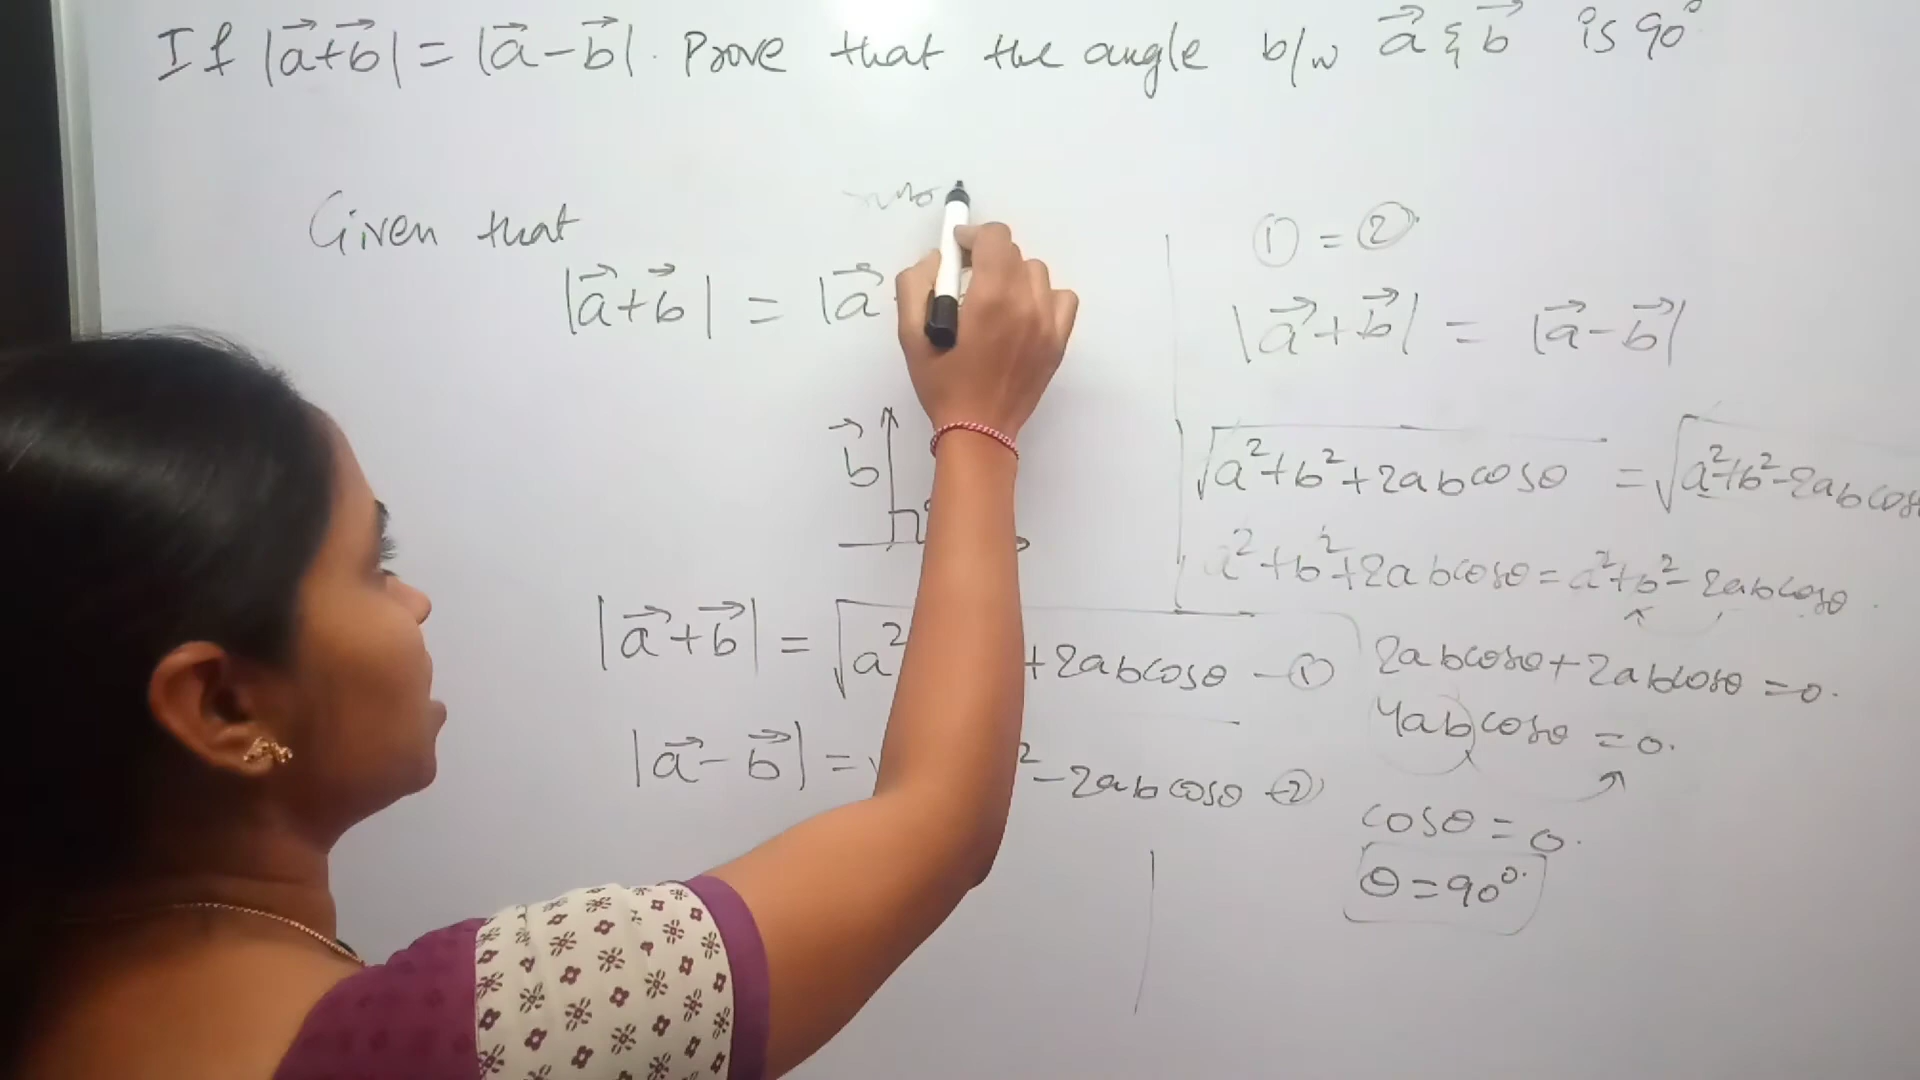 If |a⃗+b⃗| = |a⃗-b⃗|. Prove that the angle b/w a⃗ & b⃗ is 90°
Given that
|a⃗+b⃗| = |a⃗
b⃗
|a⃗+b⃗| = √a² +2abcosθ - ①
|a⃗-b⃗| = √ ² -2abcosθ - ②
① = ②
|a⃗+b⃗| = |a⃗-b⃗|
√a²+b²+2abcosθ = √a²+b²-2abcos
a²+b²+2abcosθ = a²+b²-2abcosθ.
2abcosθ+2abcosθ = 0.
4abcosθ = 0.
cosθ = 0.
θ = 90°.